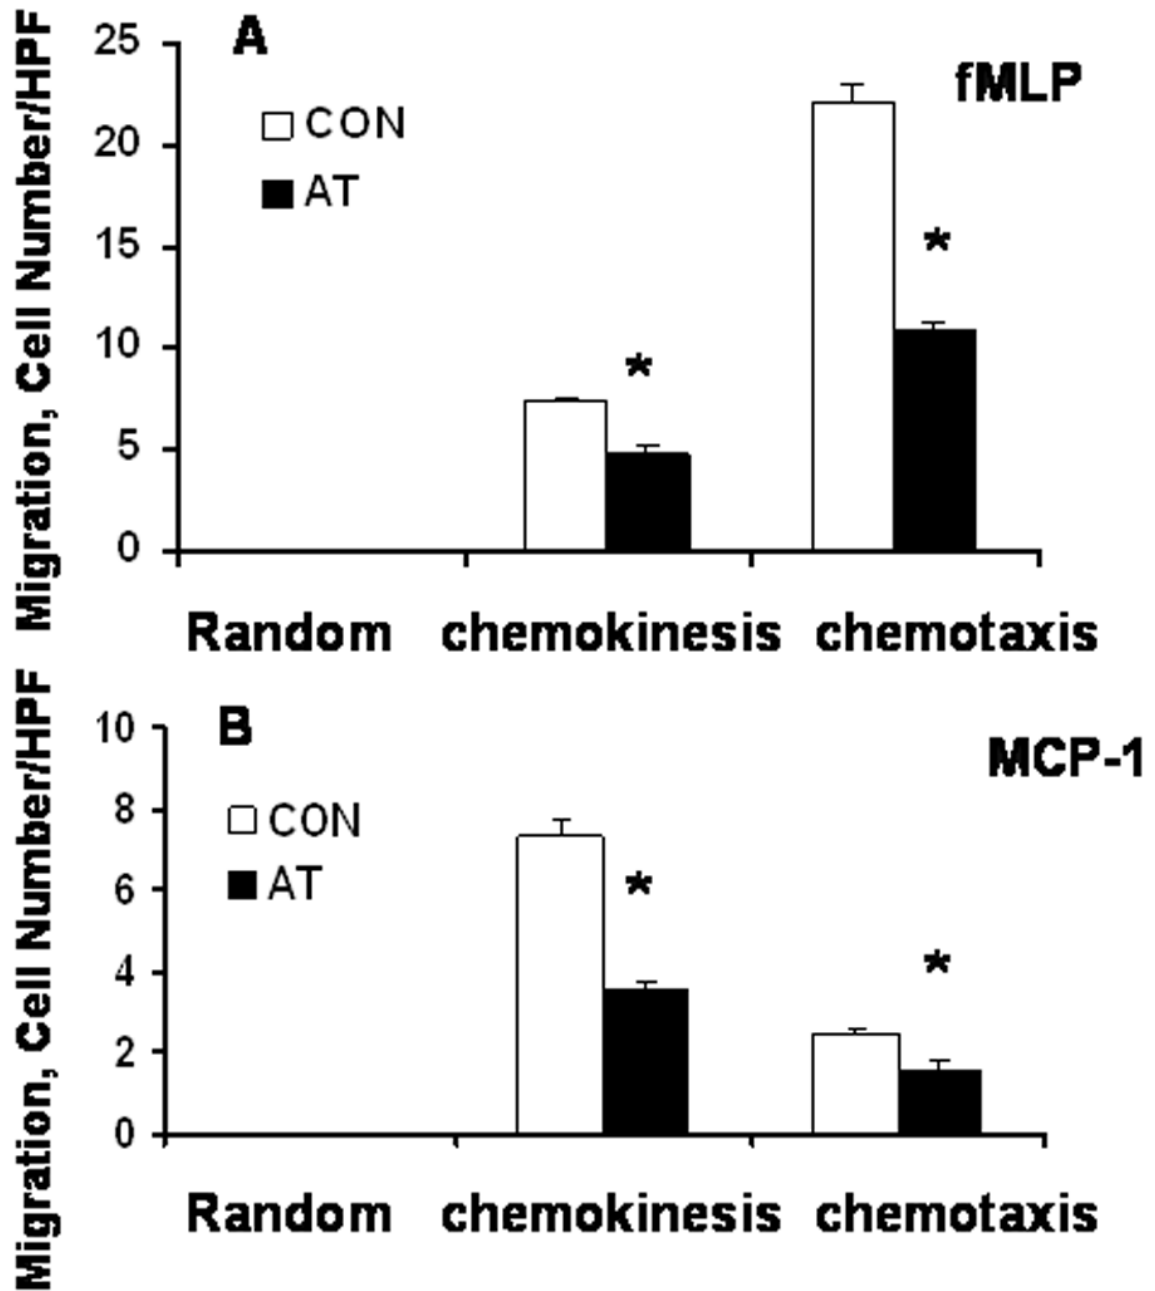 A
fMLP
Migration, Cell Number/HPF
25
20
15
10
5
0
CON
AT
*
*
Random chemokinesis chemotaxis
B
MCP-1
Migration, Cell Number/HPF
10
8
6
4
2
0
CON
AT
*
*
Random chemokinesis chemotaxis